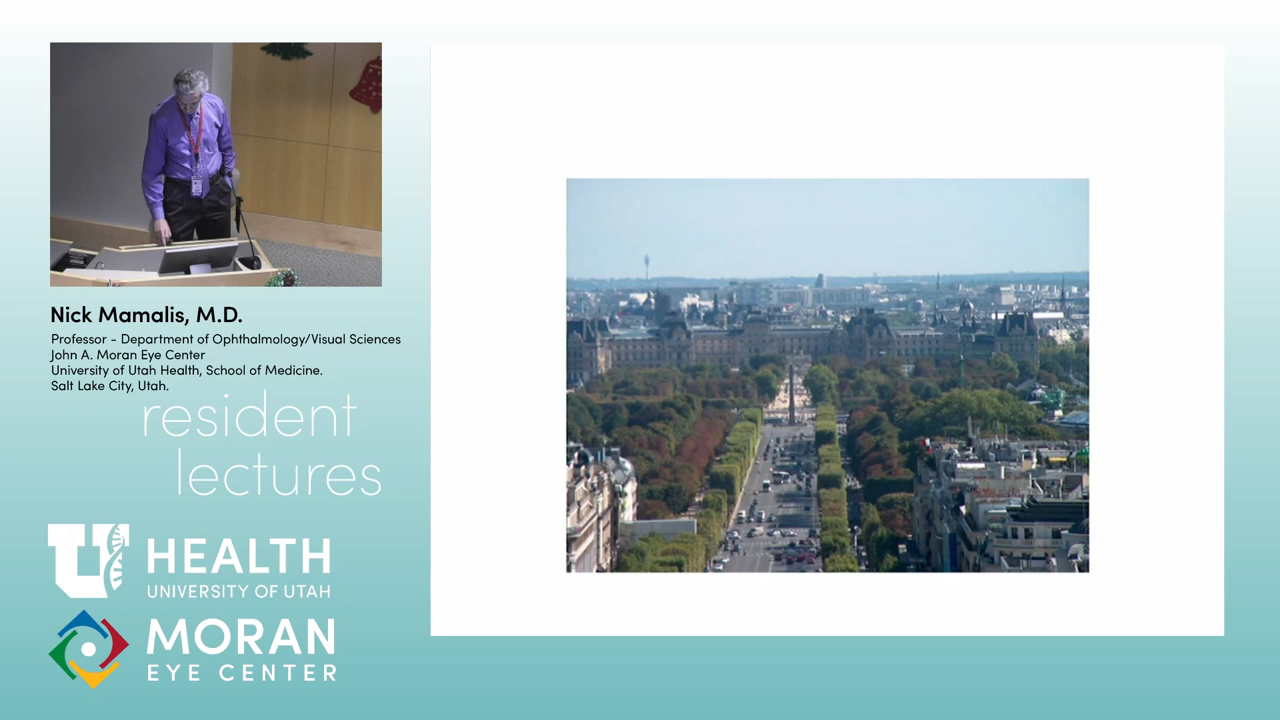 Nick Mamalis, M.D.
Professor - Department of Ophthalmology/Visual Sciences
John A. Moran Eye Center
University of Utah Health, School of Medicine.
Salt Lake City, Utah.
resident
lectures
U HEALTH
UNIVERSITY OF UTAH
MORAN
EYE CENTER